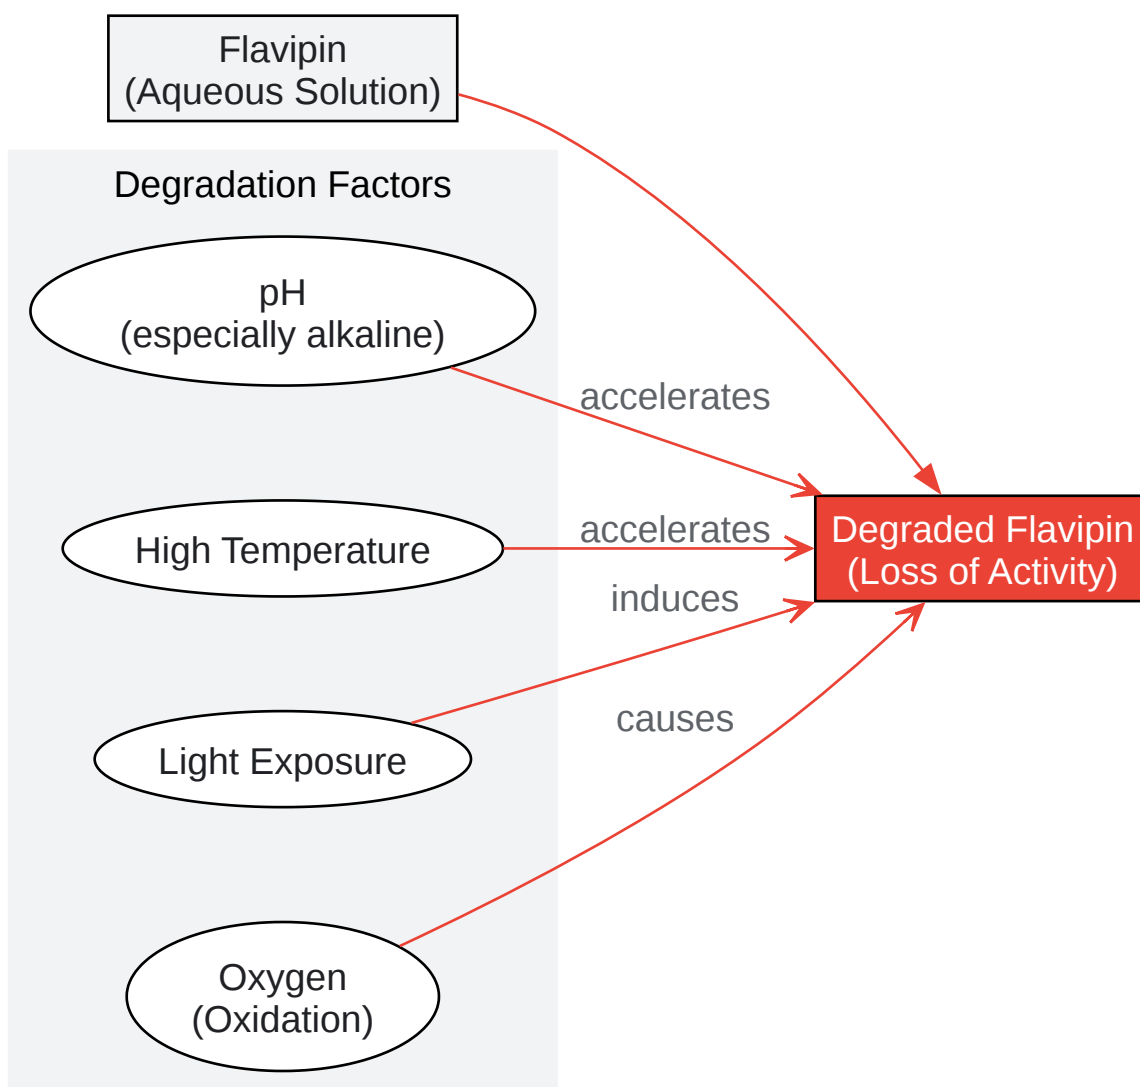 Flavipin
(Aqueous Solution)
Degradation Factors
pH
(especially alkaline)
accelerates
High Temperature
accelerates
Degraded Flavipin
(Loss of Activity)
induces
causes
Light Exposure
Oxygen
(Oxidation)